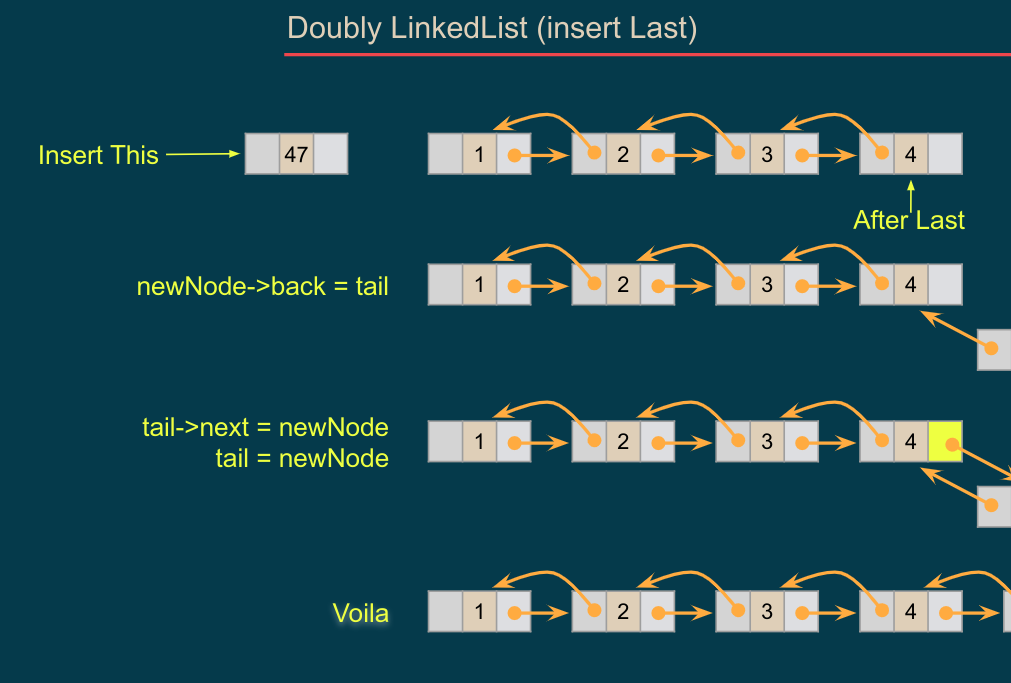 Doubly LinkedList (insert Last)
Insert This 47 1 2 3 4
After Last
newNode->back = tail 1 2 3 4
tail->next = newNode
tail = newNode
1 2 3 4
Voila 1 2 3 4